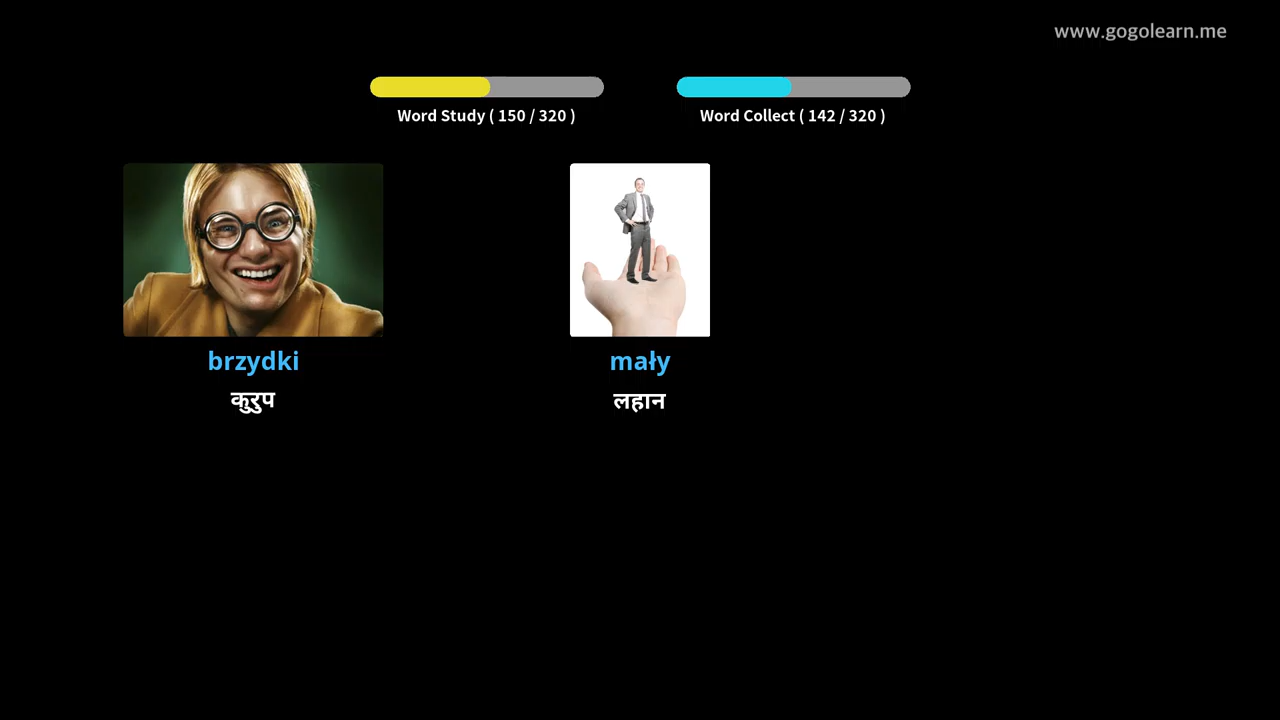 www.gogolearn.me
Word Study ( 150 / 320 )
Word Collect ( 142 / 320 )
brzydki
कुरुप
mały
लहान